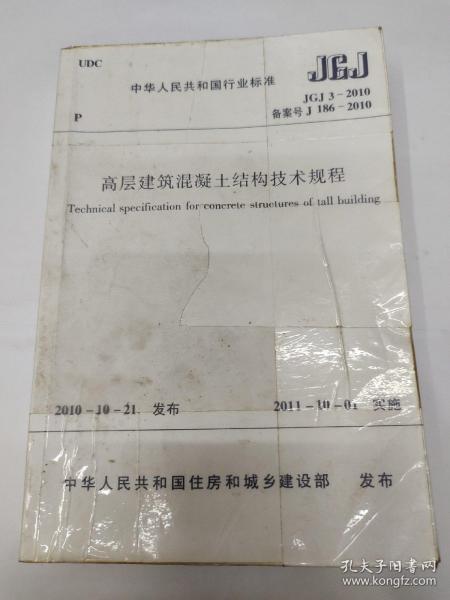 UDC
中华人民共和国行业标准
JGJ
JGJ 3-2010
P
备案号 J 186-2010
高层建筑混凝土结构技术规程
Technical specification for concrete structures of tall building
2010-10-21 发布
2011-10-01 实施
中华人民共和国住房和城乡建设部 发布
孔夫子旧书网
www.kongfz.com